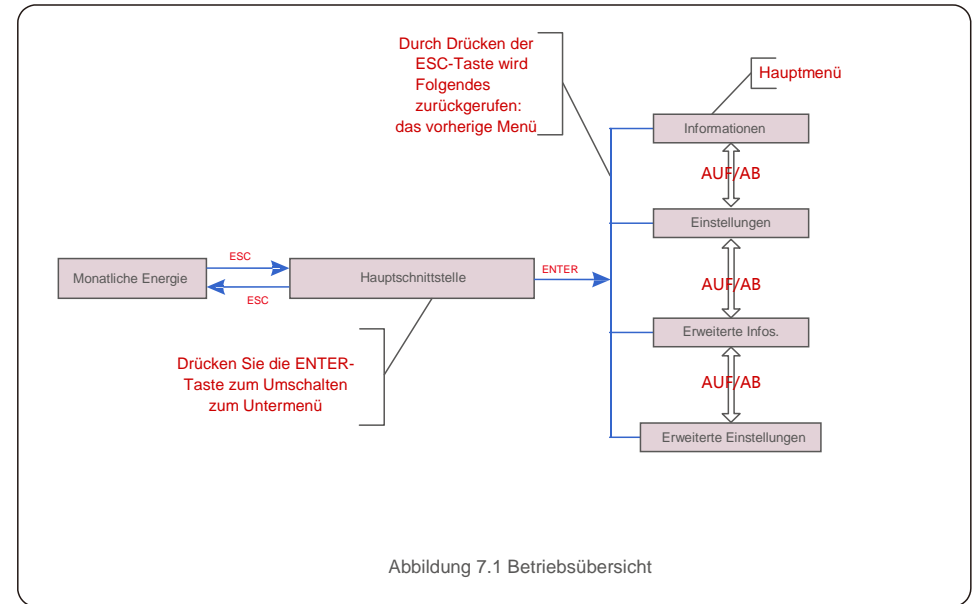 Durch Drücken der
ESC-Taste wird
Folgendes
zurückgerufen:
das vorherige Menü
Hauptmenü
Informationen
AUF/AB
Einstellungen
ESC
Monatliche Energie
Hauptschnittstelle
ENTER
AUF/AB
ESC
Erweiterte Infos.
Drücken Sie die ENTER-
Taste zum Umschalten
zum Untermenü
AUF/AB
Erweiterte Einstellungen
Abbildung 7.1 Betriebsübersicht